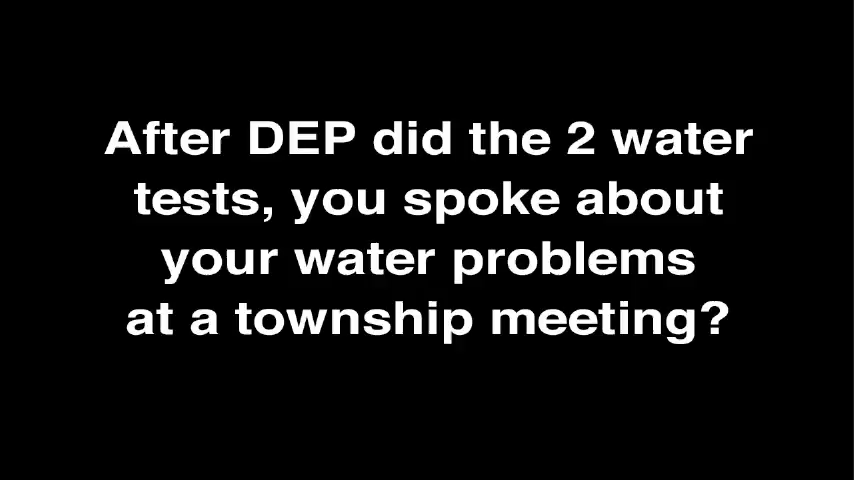 After DEP did the 2 water
tests, you spoke about
your water problems
at a township meeting?